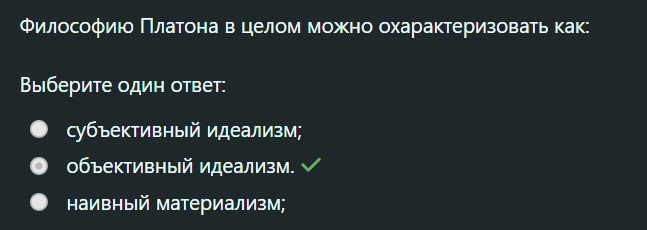 Философию Платона в целом можно охарактеризовать как:
Выберите один ответ:
субъективный идеализм;
объективный идеализм.
наивный материализм;